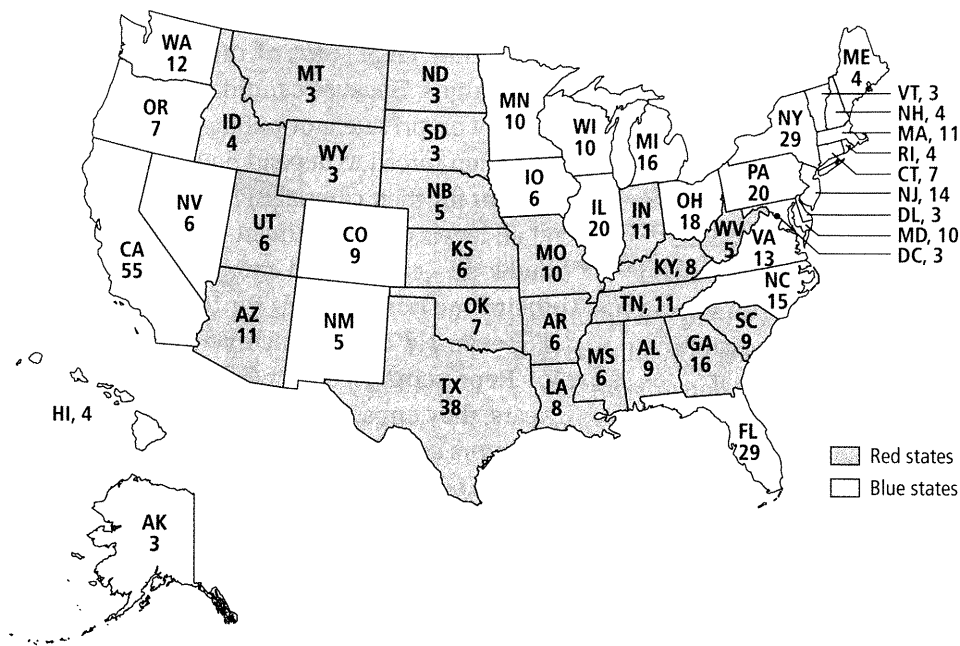 WA
12
OR
7
CA
55
NV
6
ID
4
MT
3
WY
3
UT
6
AZ
11
CO
9
NM
5
ND
3
SD
3
NB
5
KS
6
OK
7
TX
38
MN
10
IO
6
MO
10
AR
6
LA
8
WI
10
IL
20
MI
16
IN
11
OH
18
KY, 8
TN, 11
MS
6
AL
9
GA
16
FL
29
SC
9
NC
15
VA
13
WV
5
PA
20
NY
29
ME
4
VT, 3
NH, 4
MA, 11
RI, 4
CT, 7
NJ, 14
DL, 3
MD, 10
DC, 3
HI, 4
AK
3
Red states
Blue states